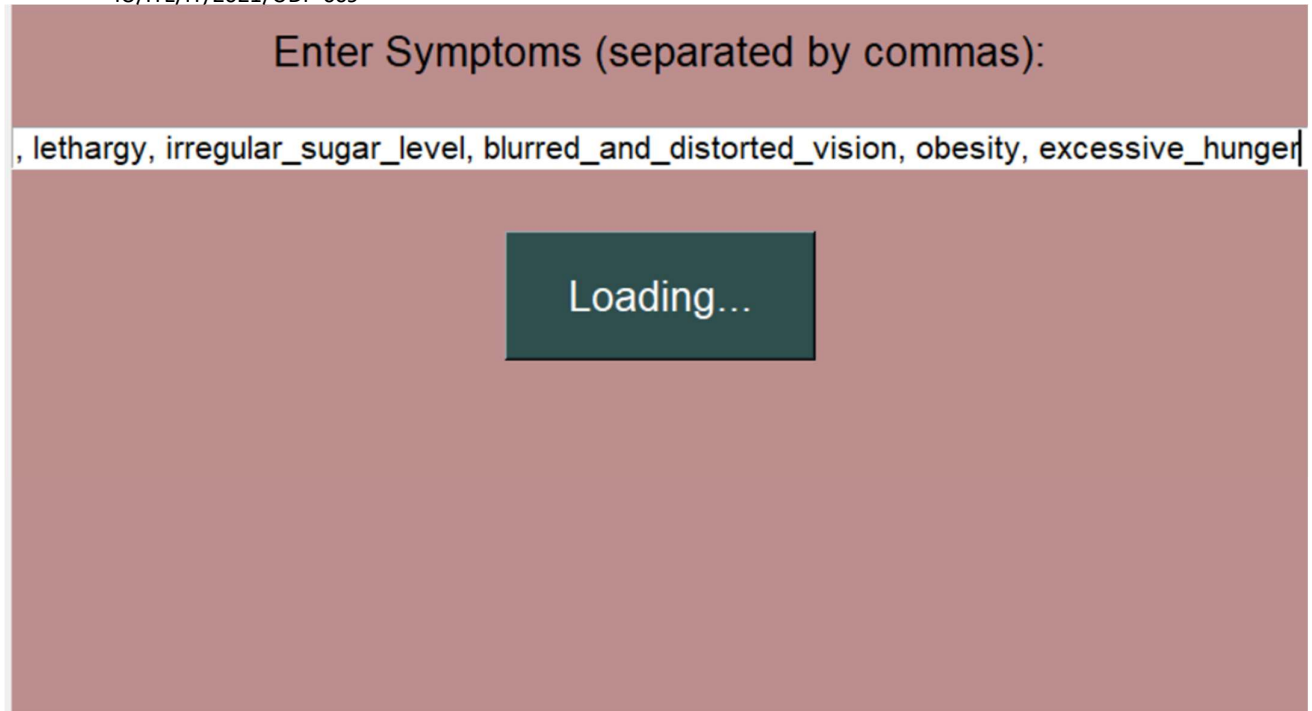 Enter Symptoms (separated by commas):
, lethargy, irregular_sugar_level, blurred_and_distorted_vision, obesity, excessive_hunger
Loading...